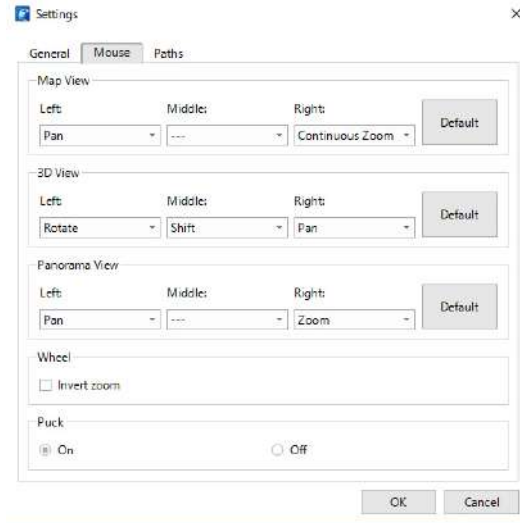 Settings
General Mouse Paths
Map View
Left: Middle: Right:
Pan --- Continuous Zoom Default
3D View
Left: Middle: Right:
Rotate Shift Pan Default
Panorama View
Left: Middle: Right:
Pan --- Zoom Default
Wheel
Invert zoom
Puck
On Off
OK Cancel